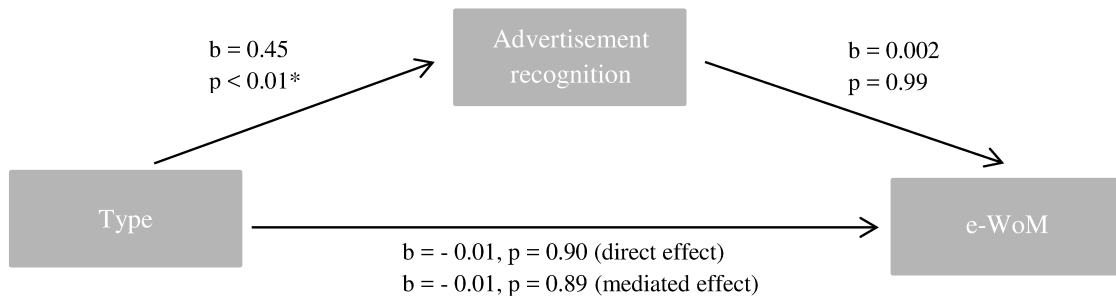 b = 0.45
p < 0.01*
Advertisement
recognition
b = 0.002
p = 0.99
Type
e-WoM
b = - 0.01, p = 0.90 (direct effect)
b = - 0.01, p = 0.89 (mediated effect)